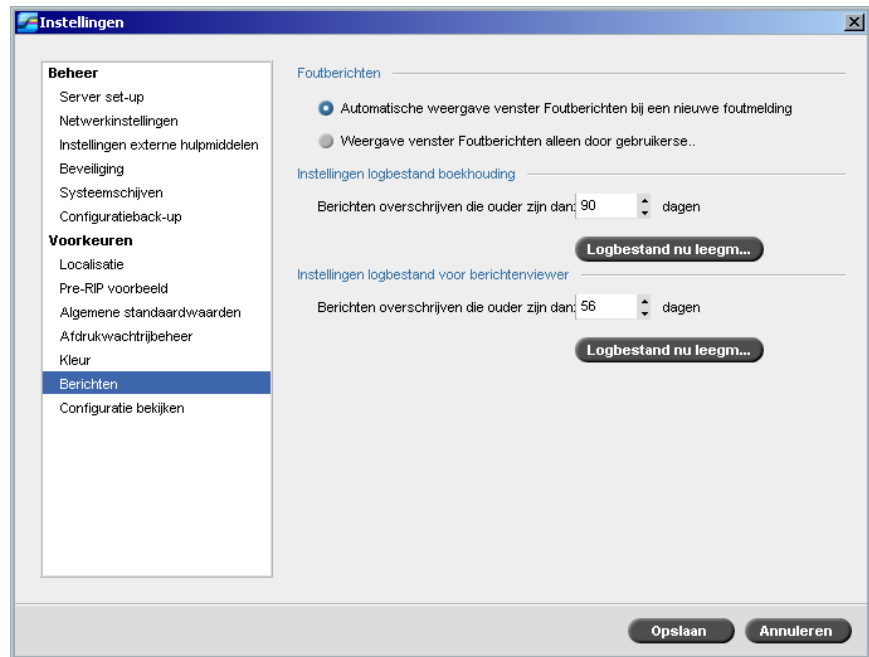 Instellingen
Beheer
Server set-up
Netwerkinstellingen
Instellingen externe hulpmiddelen
Beveiliging
Systeemschijven
Configuratieback-up
Voorkeuren
Localisatie
Pre-RIP voorbeeld
Algemene standaardwaarden
Afdrukwachtrijbeheer
Kleur
Berichten
Configuratie bekijken
Foutberichten
Automatische weergave venster Foutberichten bij een nieuwe foutmelding
Weergave venster Foutberichten alleen door gebruikerse..
Instellingen logbestand boekhouding
Berichten overschrijven die ouder zijn dan: 90 dagen
Logbestand nu leegm...
Instellingen logbestand voor berichtenviewer
Berichten overschrijven die ouder zijn dan: 56 dagen
Logbestand nu leegm...
Opslaan Annuleren